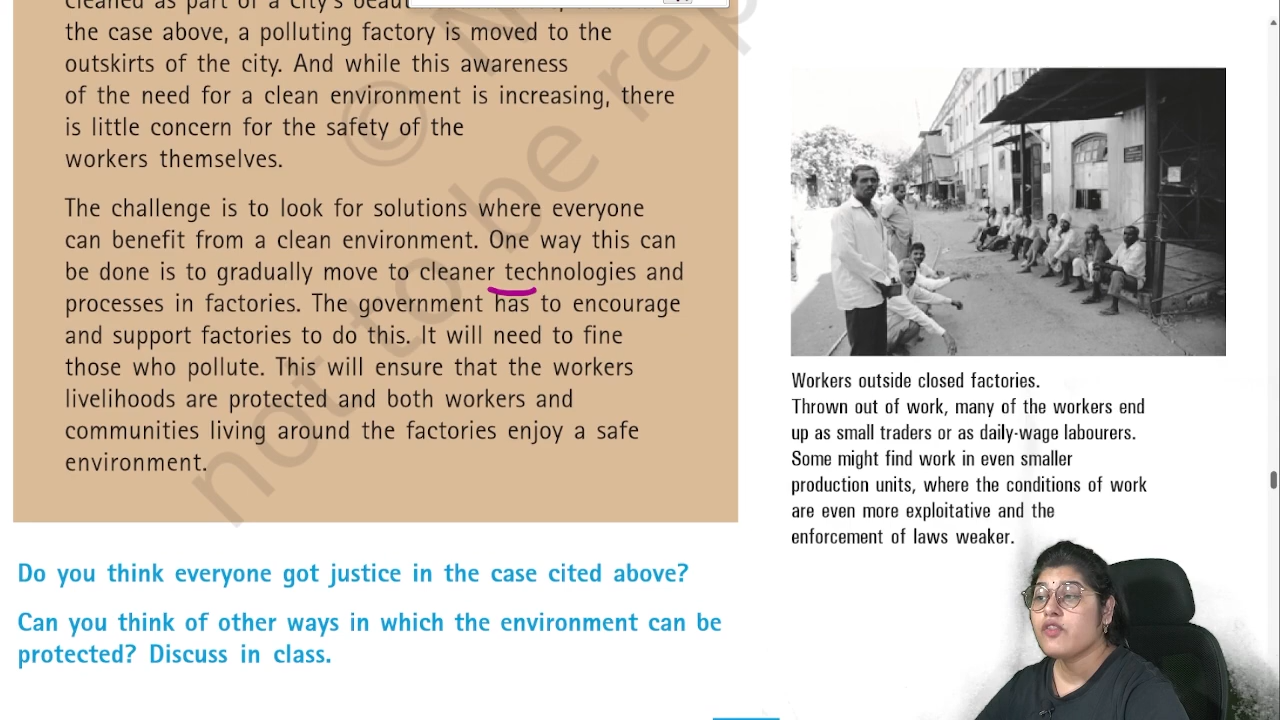 the case above, a polluting factory is moved to the
outskirts of the city. And while this awareness
of the need for a clean environment is increasing, there
is little concern for the safety of the
workers themselves.
The challenge is to look for solutions where everyone
can benefit from a clean environment. One way this can
be done is to gradually move to cleaner technologies and
processes in factories. The government has to encourage
and support factories to do this. It will need to fine
those who pollute. This will ensure that the workers
livelihoods are protected and both workers and
communities living around the factories enjoy a safe
environment.
not to be rep
©
Do you think everyone got justice in the case cited above?
Can you think of other ways in which the environment can be
protected? Discuss in class.
Workers outside closed factories.
Thrown out of work, many of the workers end
up as small traders or as daily-wage labourers.
Some might find work in even smaller
production units, where the conditions of work
are even more exploitative and the
enforcement of laws weaker.